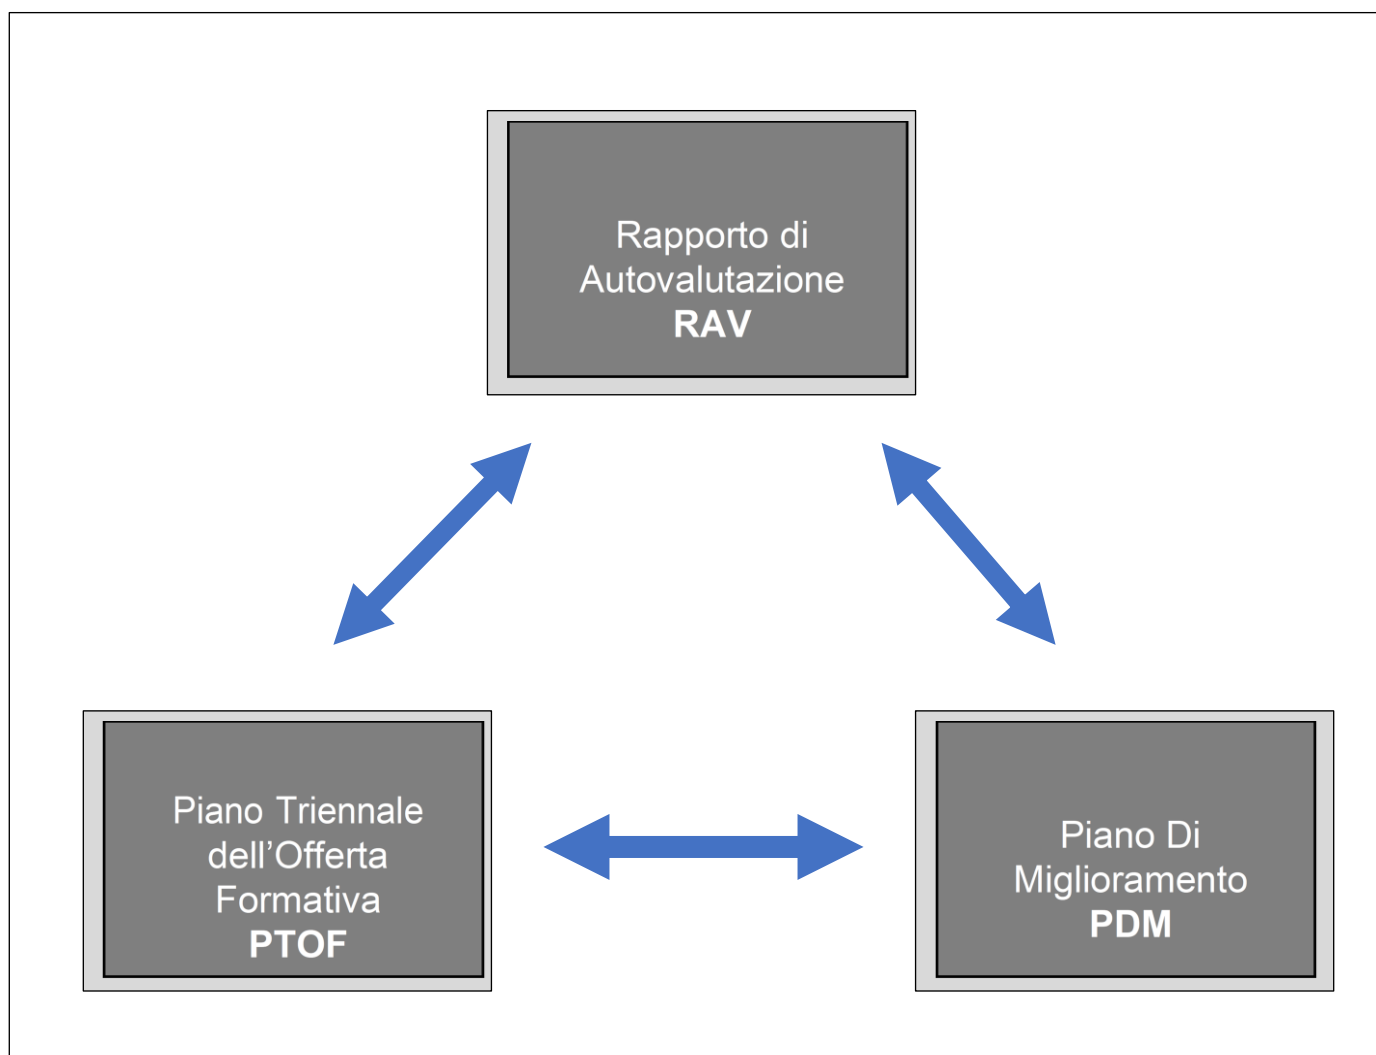 Rapporto di
Autovalutazione
RAV
Piano Triennale
dell’Offerta
Formativa
PTOF
Piano Di
Miglioramento
PDM